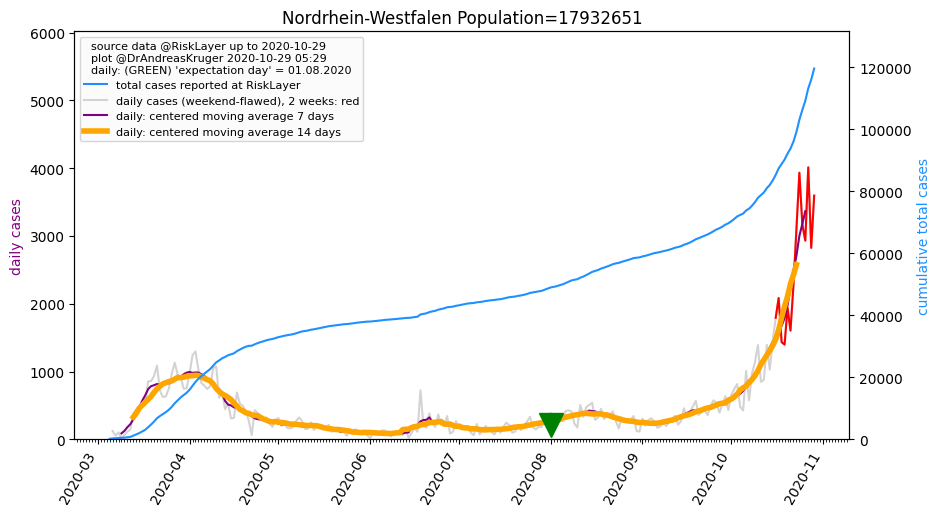 Nordrhein-Westfalen Population=17932651
source data @RiskLayer up to 2020-10-29
plot @DrAndreasKruger 2020-10-29 05:29
daily: (GREEN) 'expectation day' = 01.08.2020
total cases reported at RiskLayer
daily cases (weekend-flawed), 2 weeks: red
daily: centered moving average 7 days
daily: centered moving average 14 days
daily cases
6000
5000
4000
3000
2000
1000
0
cumulative total cases
120000
100000
80000
60000
40000
20000
0
2020-03
2020-04
2020-05
2020-06
2020-07
2020-08
2020-09
2020-10
2020-11